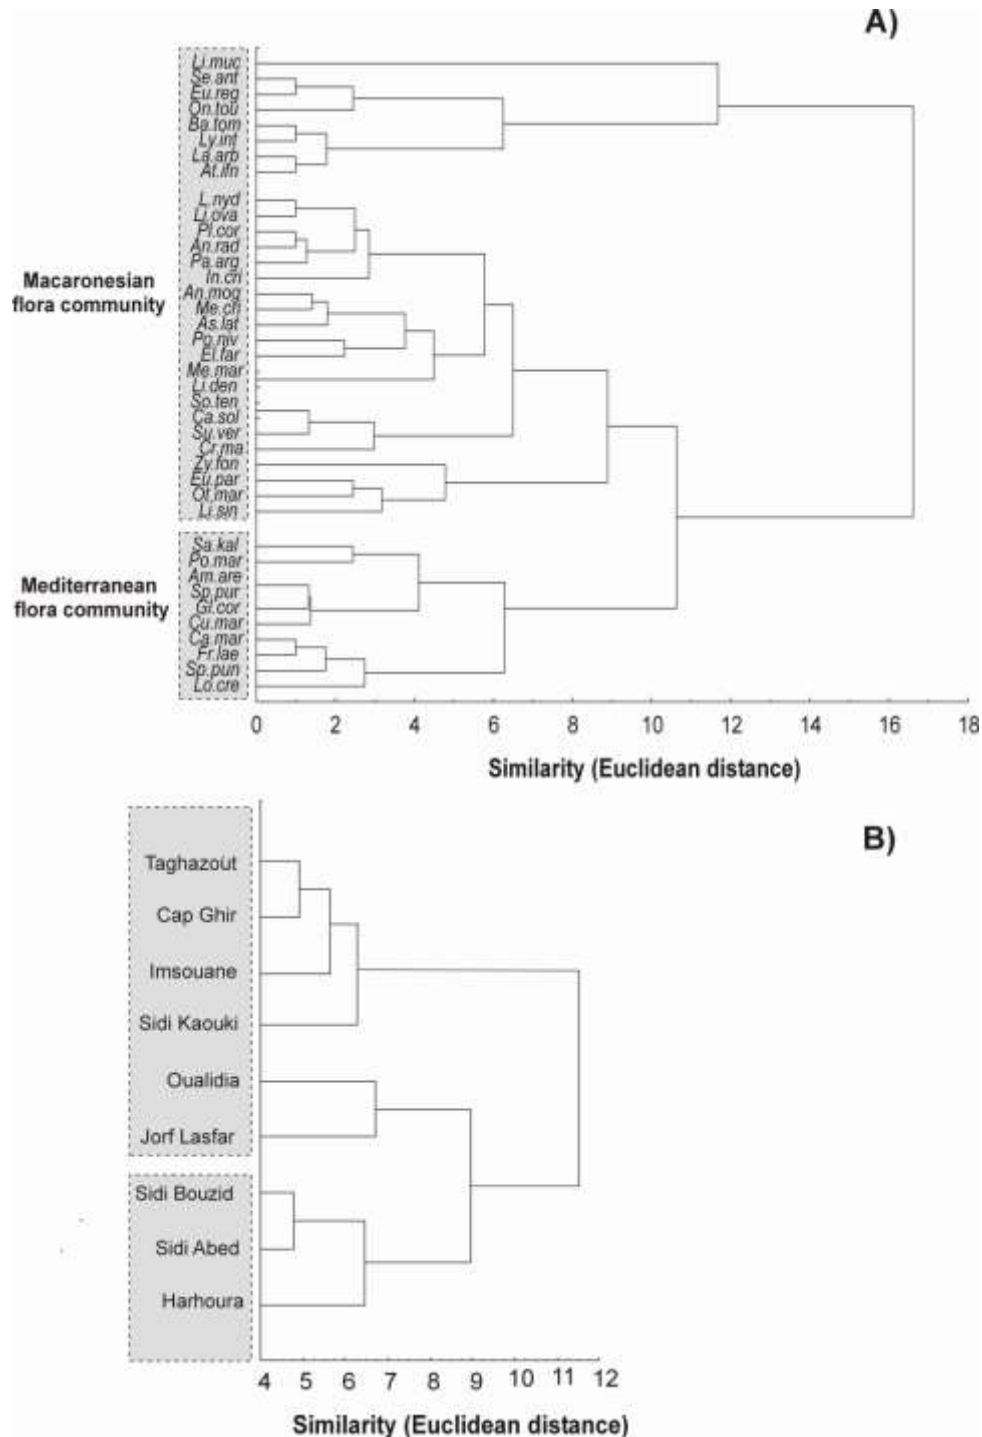 A)
Li.muc
Se.ant
Eu.reg
On.tou
Ba.tom
Ly.int
La.arb
At.ifn
L.nyd
Li.ova
Pl.cor
An.rad
Pa.arg
In.cri
An.mog
Me.cri
As.lat
Po.niv
El.far
Me.mar
Li.den
So.ten
Ca.sol
Su.ver
Cr.ma
Zy.fon
Eu.par
Ot.mar
Li.sin
Macaronesian
flora community
Sa.kal
Po.mar
Am.are
Sp.pur
Gl.cor
Cu.mar
Ca.mar
Fr.lae
Sp.pun
Lo.cre
Mediterranean
flora community
0 2 4 6 8 10 12 14 16 18
Similarity (Euclidean distance)
B)
Taghazout
Cap Ghir
Imsouane
Sidi Kaouki
Oualidia
Jorf Lasfar
Sidi Bouzid
Sidi Abed
Harhoura
4 5 6 7 8 9 10 11 12
Similarity (Euclidean distance)